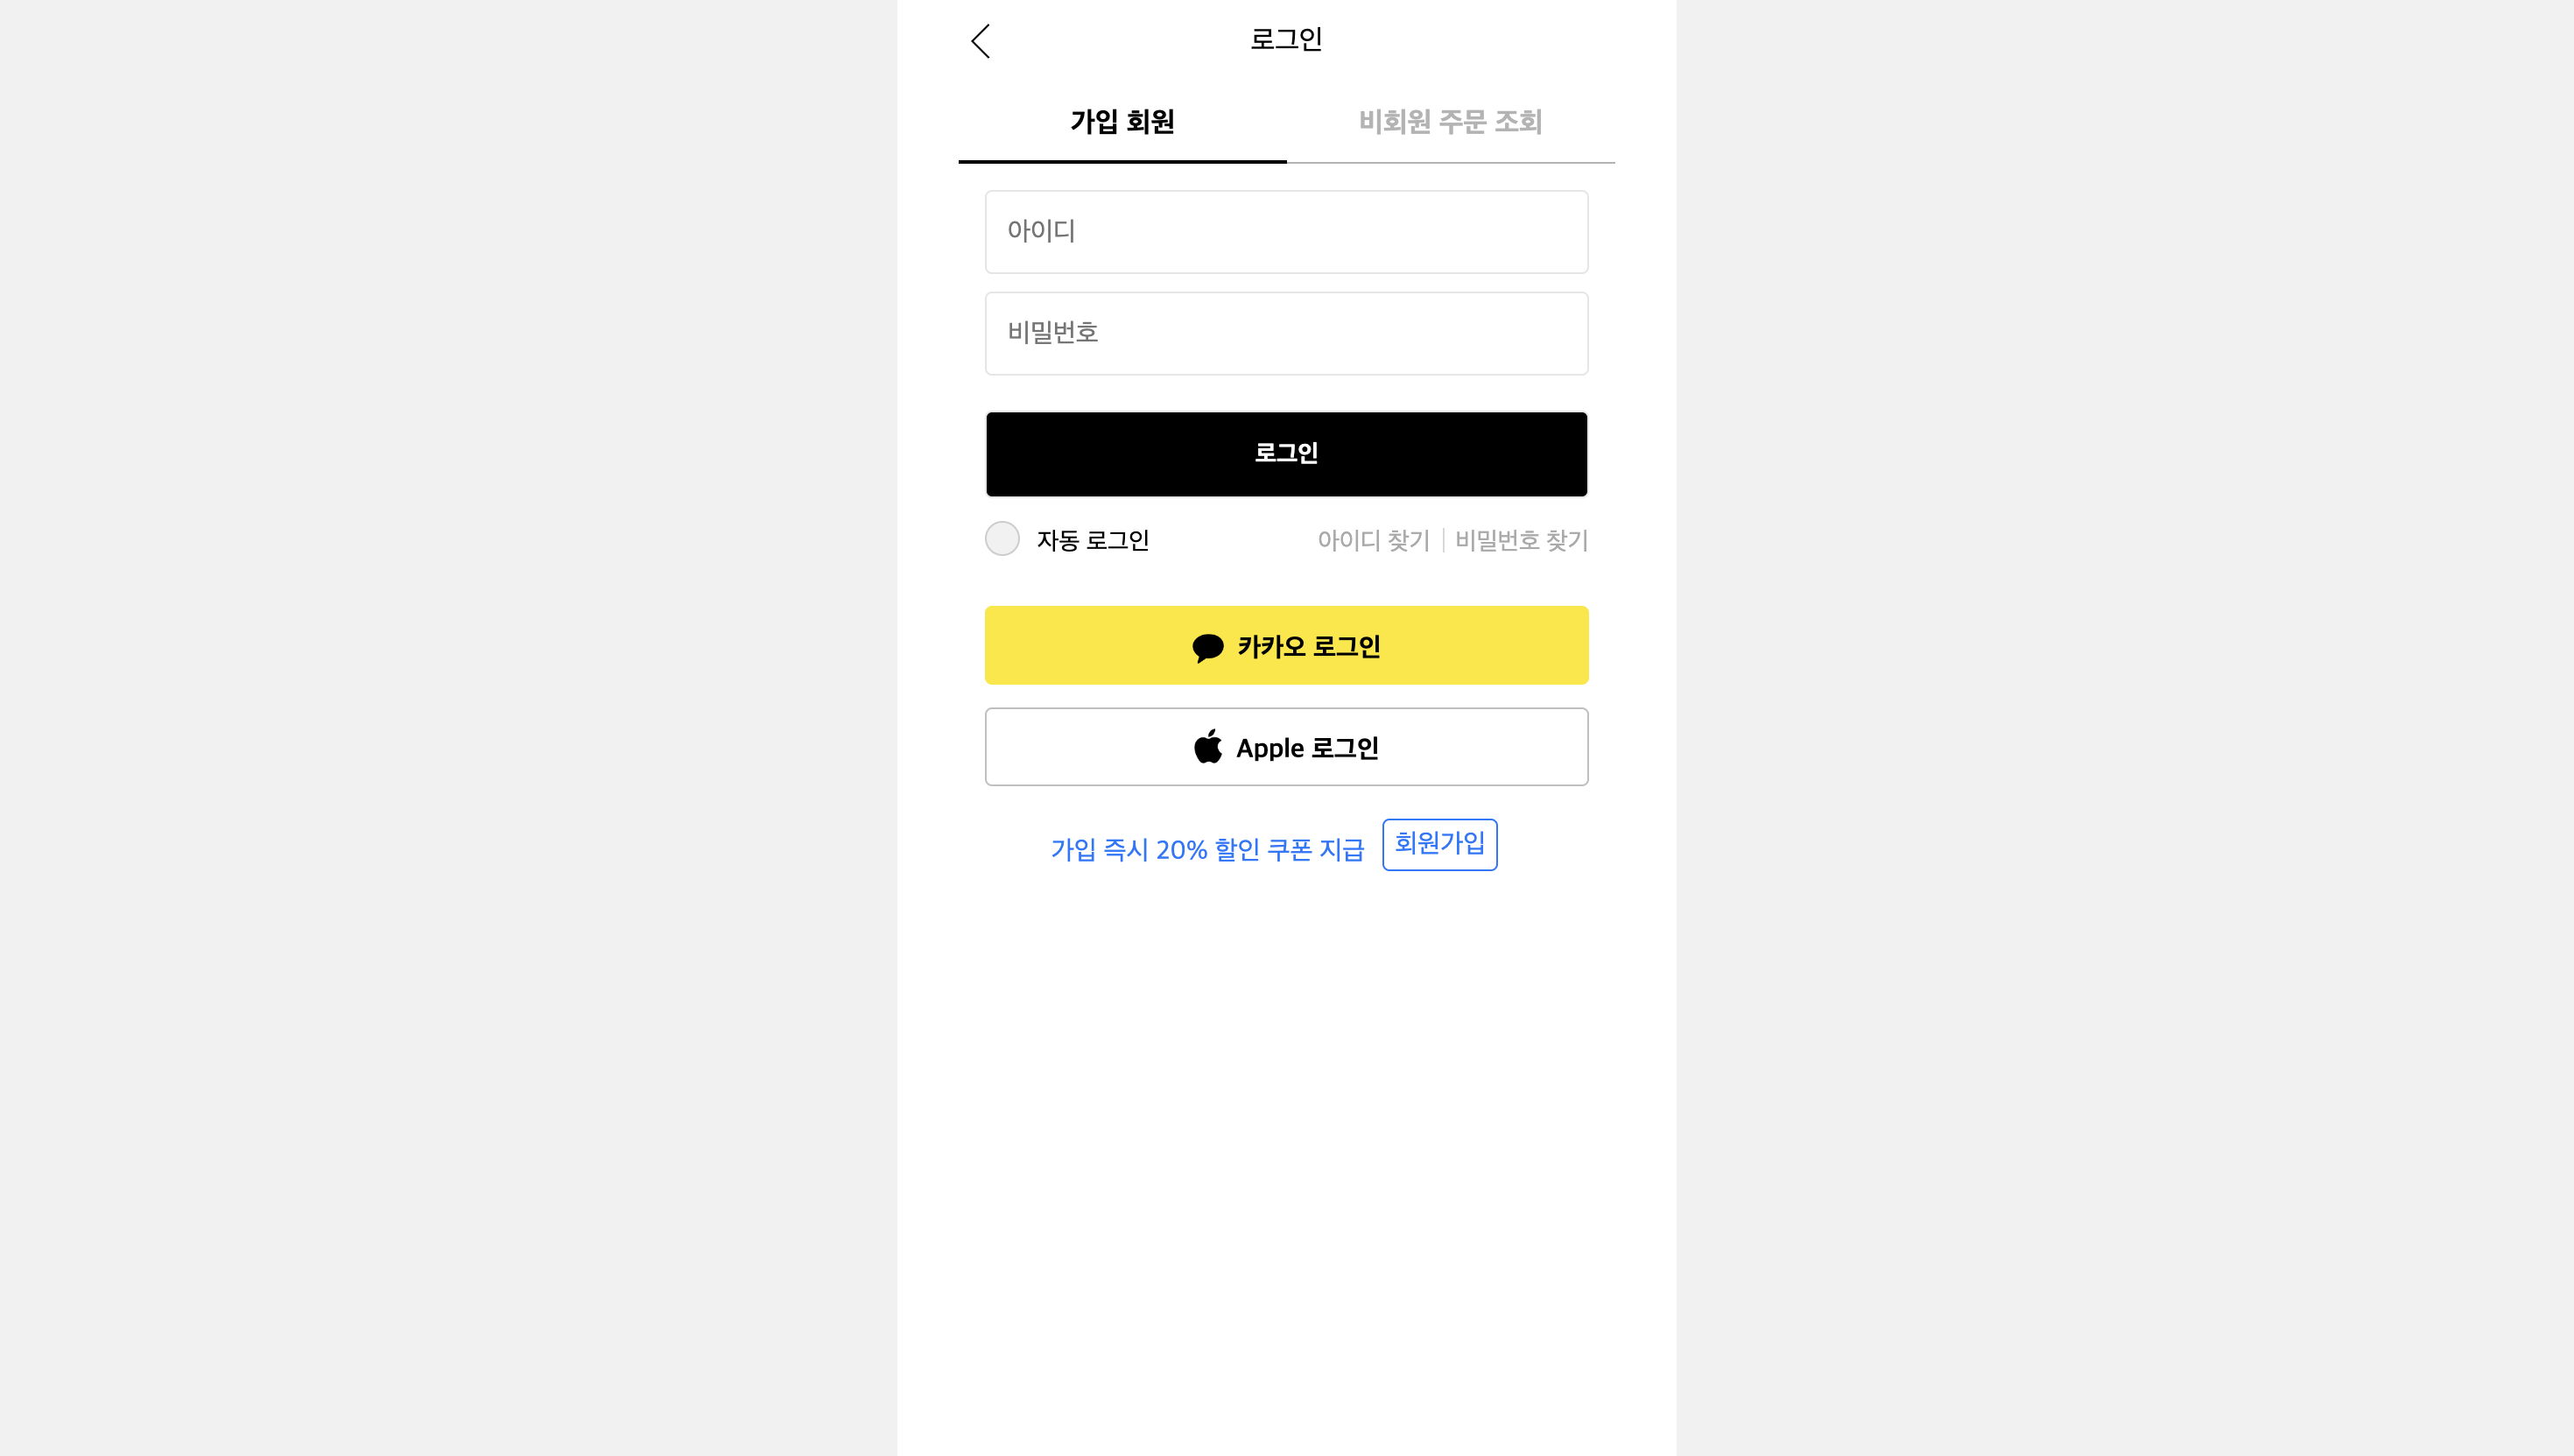 로그인
가입 회원 비회원 주문 조회
아이디
비밀번호
로그인
자동 로그인 아이디 찾기 비밀번호 찾기
카카오 로그인
Apple 로그인
가입 즉시 20% 할인 쿠폰 지급 회원가입